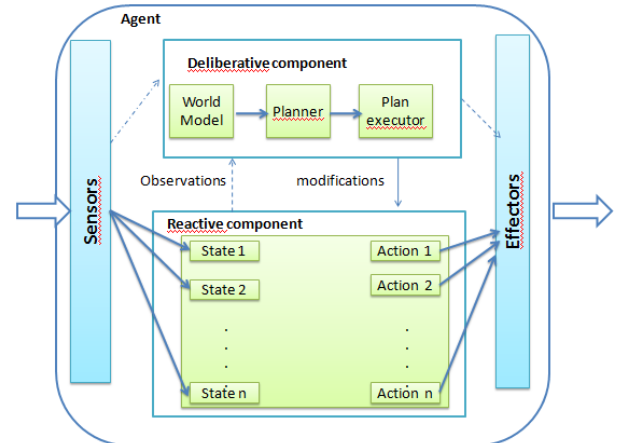 Agent
Deliberative component
World
Model
Planner
Plan
executor
Sensors
Effectors
Observations
modifications
Reactive component
State 1
Action 1
State 2
Action 2
.
.
.
.
.
.
.
.
State n
Action n